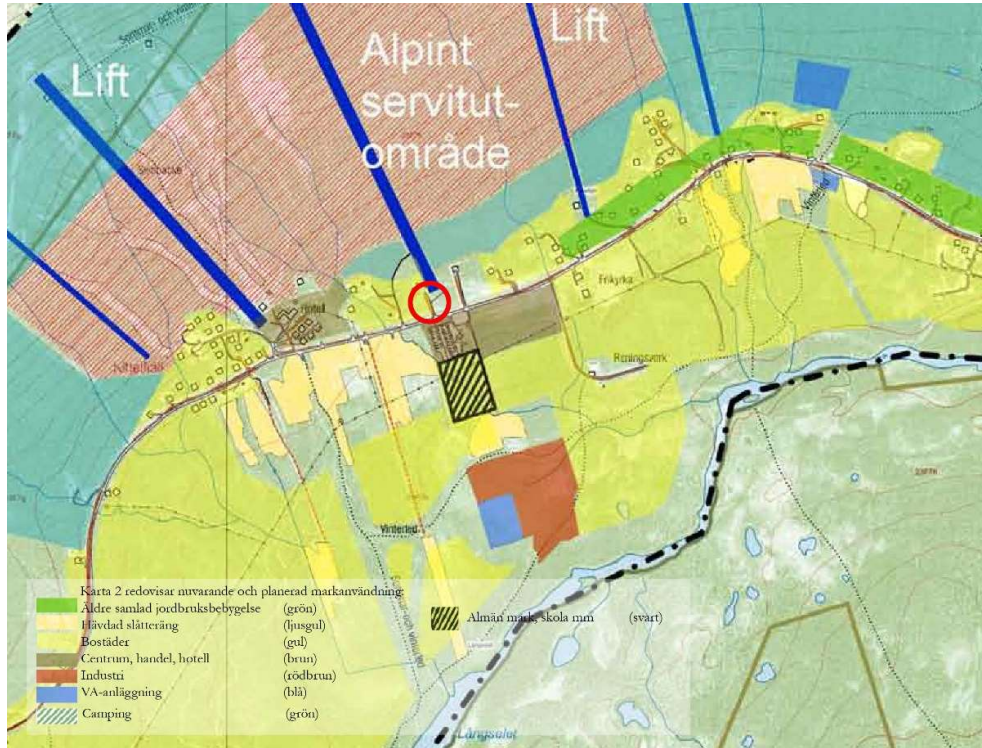 Lift
Lift
Alpint
servitut-
område
Hotell
Frikyrka
Reningsverk
Vinterled
Vinterled
Karta 2 redovisar nuvarande och planerad markanvändning:
Äldre samlad jordbruksbebygelse (grön)
Hävdad slåtteräng (ljusgul)
Bostäder (gul)
Centrum, handel, hotell (brun)
Industri (rödbrun)
VA-anläggning (blå)
Camping (grön)
Almän mark, skola mm (svart)
Långselet